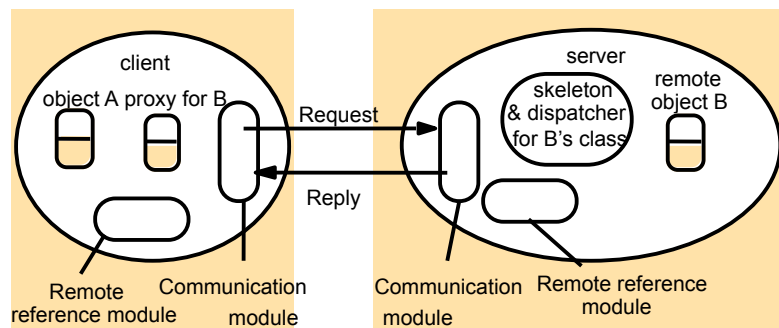 client
object A proxy for B
Request
Reply
server
skeleton
& dispatcher
for B's class
remote
object B
Remote
reference module
Communication
module
Communication
module
Remote reference
module